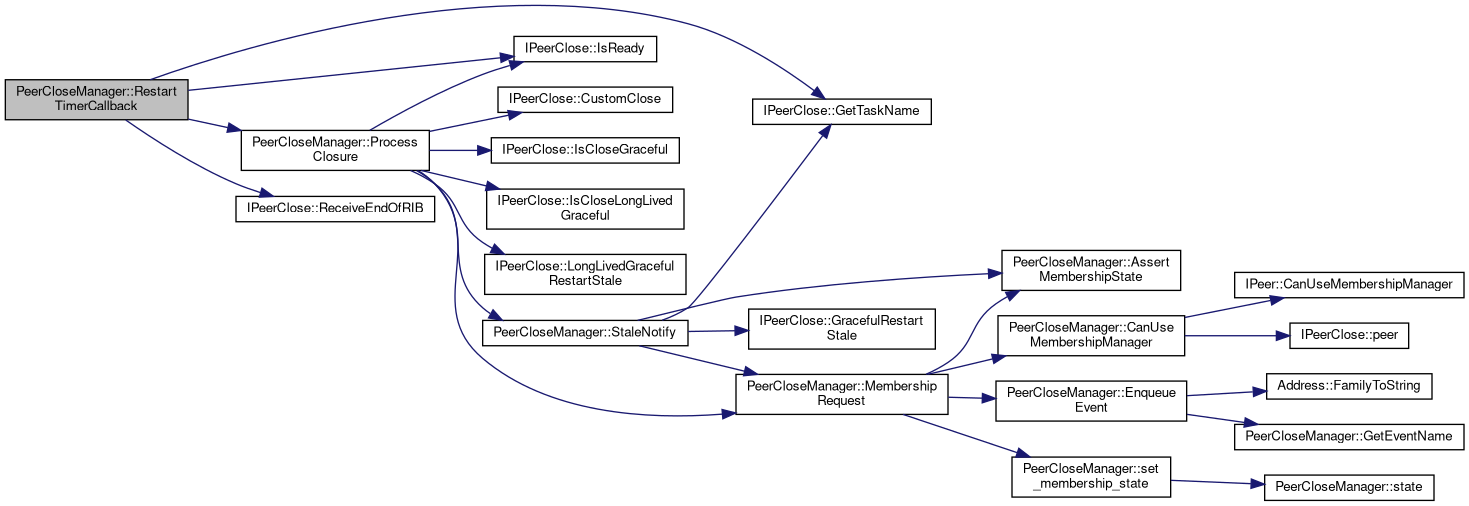 PeerCloseManager::Restart
TimerCallback
IPeerClose::IsReady
IPeerClose::CustomClose
IPeerClose::GetTaskName
PeerCloseManager::Process
Closure
IPeerClose::IsCloseGraceful
IPeerClose::IsCloseLongLived
Graceful
IPeerClose::ReceiveEndOfRIB
IPeerClose::LongLivedGraceful
RestartStale
PeerCloseManager::StaleNotify
IPeerClose::GracefulRestart
Stale
PeerCloseManager::Membership
Request
PeerCloseManager::Assert
MembershipState
PeerCloseManager::CanUse
MembershipManager
PeerCloseManager::Enqueue
Event
PeerCloseManager::set
_membership_state
IPeer::CanUseMembershipManager
IPeerClose::peer
Address::FamilyToString
PeerCloseManager::GetEventName
PeerCloseManager::state